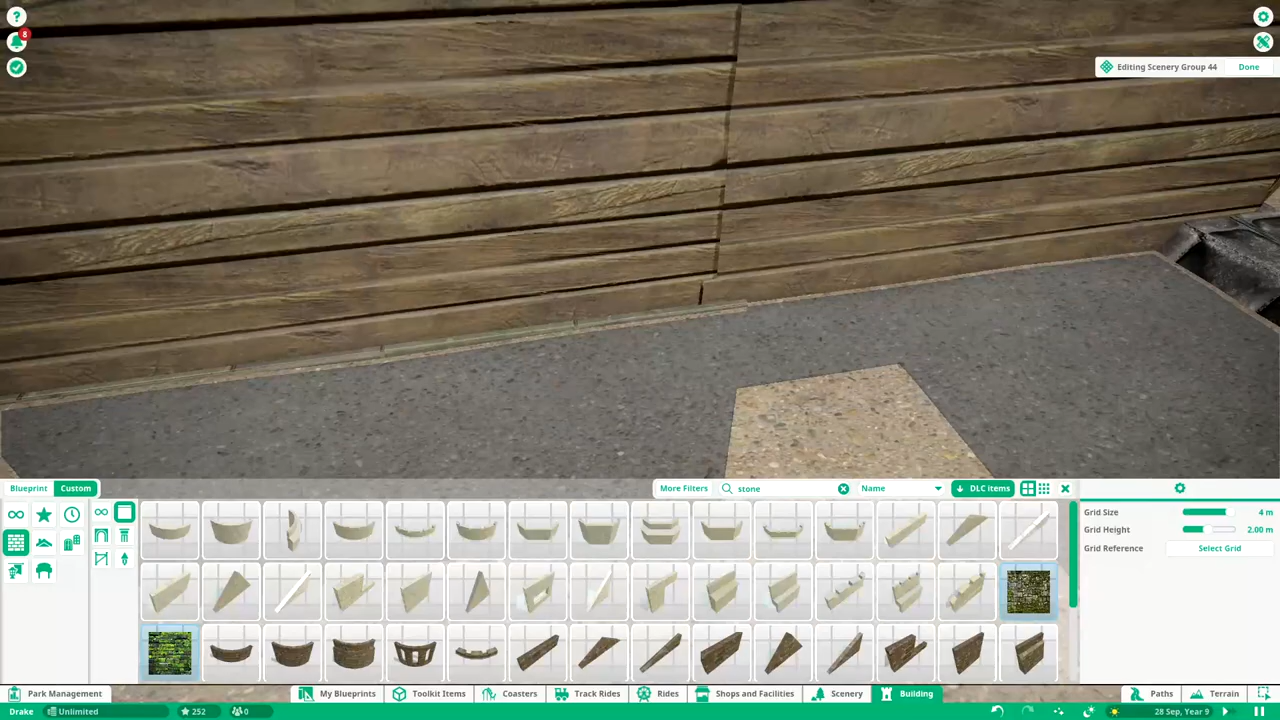 ?
8
Editing Scenery Group 44 Done
Blueprint Custom More Filters stone Name DLC items
Grid Size 4 m
Grid Height 2.00 m
Grid Reference Select Grid
Park Management My Blueprints Toolkit Items Coasters Track Rides Rides Shops and Facilities Scenery Building Paths Terrain
Drake Unlimited 252 0 28 Sep, Year 9